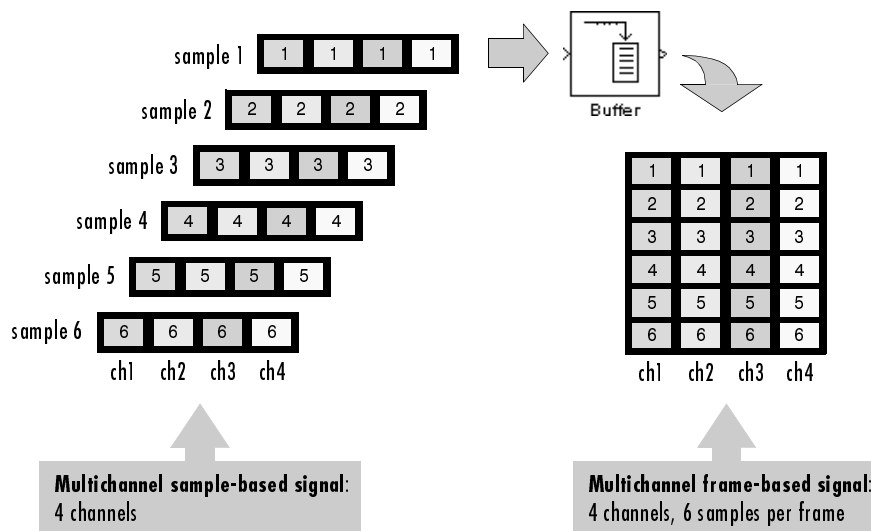 sample 1 1 1 1 1
sample 2 2 2 2 2
sample 3 3 3 3 3
sample 4 4 4 4 4
sample 5 5 5 5 5
sample 6 6 6 6 6
ch1 ch2 ch3 ch4
Multichannel sample-based signal:
4 channels
Buffer
1 1 1 1
2 2 2 2
3 3 3 3
4 4 4 4
5 5 5 5
6 6 6 6
ch1 ch2 ch3 ch4
Multichannel frame-based signal:
4 channels, 6 samples per frame